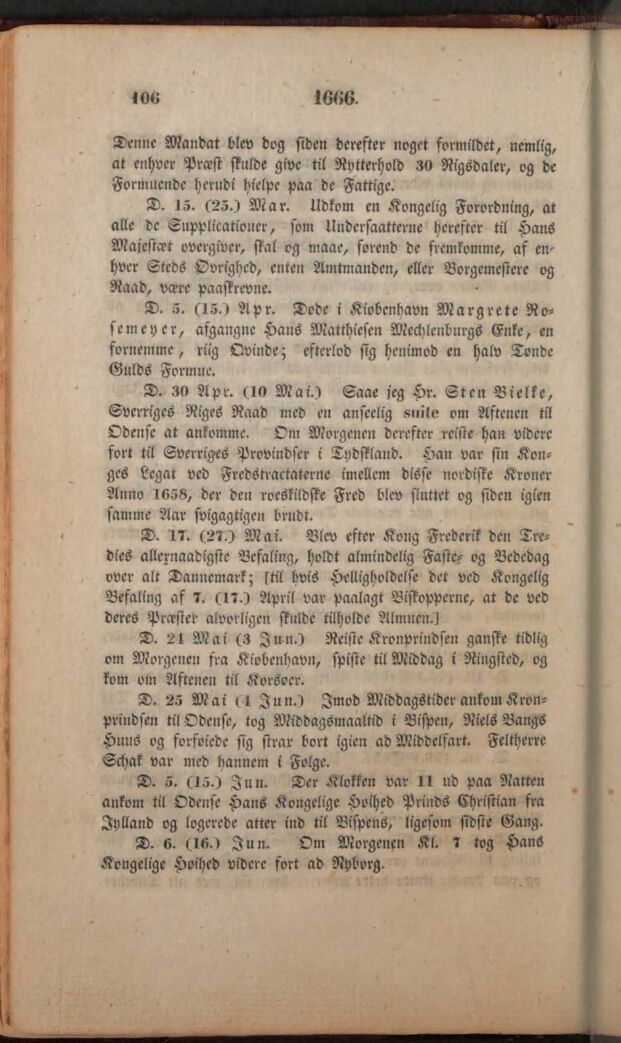 106 1666.
Denne Mandat blev dog siden derefter noget formildet, nemlig,
at enhver Præst skulde give til Rytterhold 30 Rigsdaler, og de
Formuende herudi hielpe paa de Fattige.
D. 15. (25.) Mar. Udkom en Kongelig Forordning, at
alle de Supplicationer, som Undersaatterne herefter til Hans
Majestæt overgiver, skal og maae, førend de fremkomme, af en-
hver Steds Øvrighed, enten Amtmanden, eller Borgemestere og
Raad, være paaskrevne.
D. 5. (15.) Apr. Døde i Kiøbenhavn Margrete Ro-
semeyer, afgangne Hans Matthiesen Mechlenburgs Enke, en
fornemme, riig Qvinde; efterlod sig henimod en halv Tønde
Gulds Formue.
D. 30 Apr. (10 Mai.) Saae jeg Hr. Sten Bielke,
Sverriges Riges Raad med en anseelig suite om Aftenen til
Odense at ankomme. Om Morgenen derefter reiste han videre
fort til Sverriges Provindser i Tydskland. Han var sin Kon-
ges Legat ved Fredstractaterne imellem disse nordiske Kroner
Anno 1658, der den roeskildske Fred blev sluttet og siden igien
samme Aar svigagtigen brudt.
D. 17. (27.) Mai. Blev efter Kong Frederik den Tre-
dies allernaadigste Befaling, holdt almindelig Faste- og Bededag
over alt Dannemark; [til hvis Helligholdelse det ved Kongelig
Befaling af 7. (17.) April var paalagt Biskopperne, at de ved
deres Præster alvorligen skulde tilholde Almuen.]
D. 24 Mai (3 Jun.) Reiste Kronprindsen ganske tidlig
om Morgenen fra Kiøbenhavn, spiste til Middag i Ringsted, og
kom om Aftenen til Korsøer.
D. 25 Mai (4 Jun.) Imod Middagstider ankom Kron-
prindsen til Odense, tog Middagsmaaltid i Bispen, Niels Bangs
Huus og forføiede sig strax bort igien ad Middelfart. Feltherre
Schak var med hannem i Følge.
D. 5. (15.) Jun. Der Klokken var 11 ud paa Natten
ankom til Odense Hans Kongelige Høihed Prinds Christian fra
Jylland og logerede atter ind til Bispens, ligesom sidste Gang.
D. 6. (16.) Jun. Om Morgenen Kl. 7 tog Hans
Kongelige Høihed videre fort ad Nyborg.